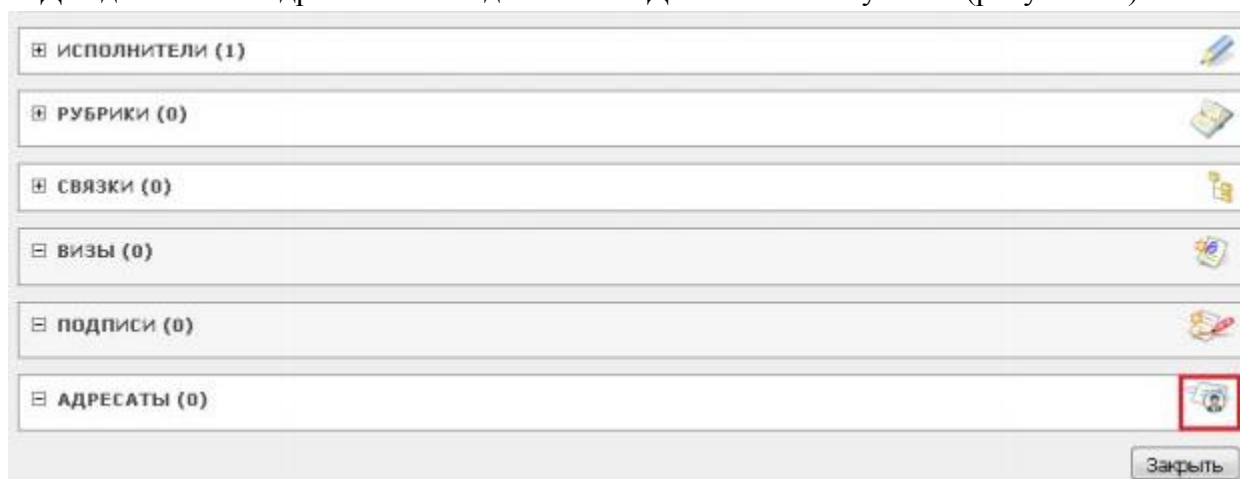 ИСПОЛНИТЕЛИ (1)
РУБРИКИ (0)
СВЯЗКИ (0)
ВИЗЫ (0)
ПОДПИСИ (0)
АДРЕСАТЫ (0)
Закрыть